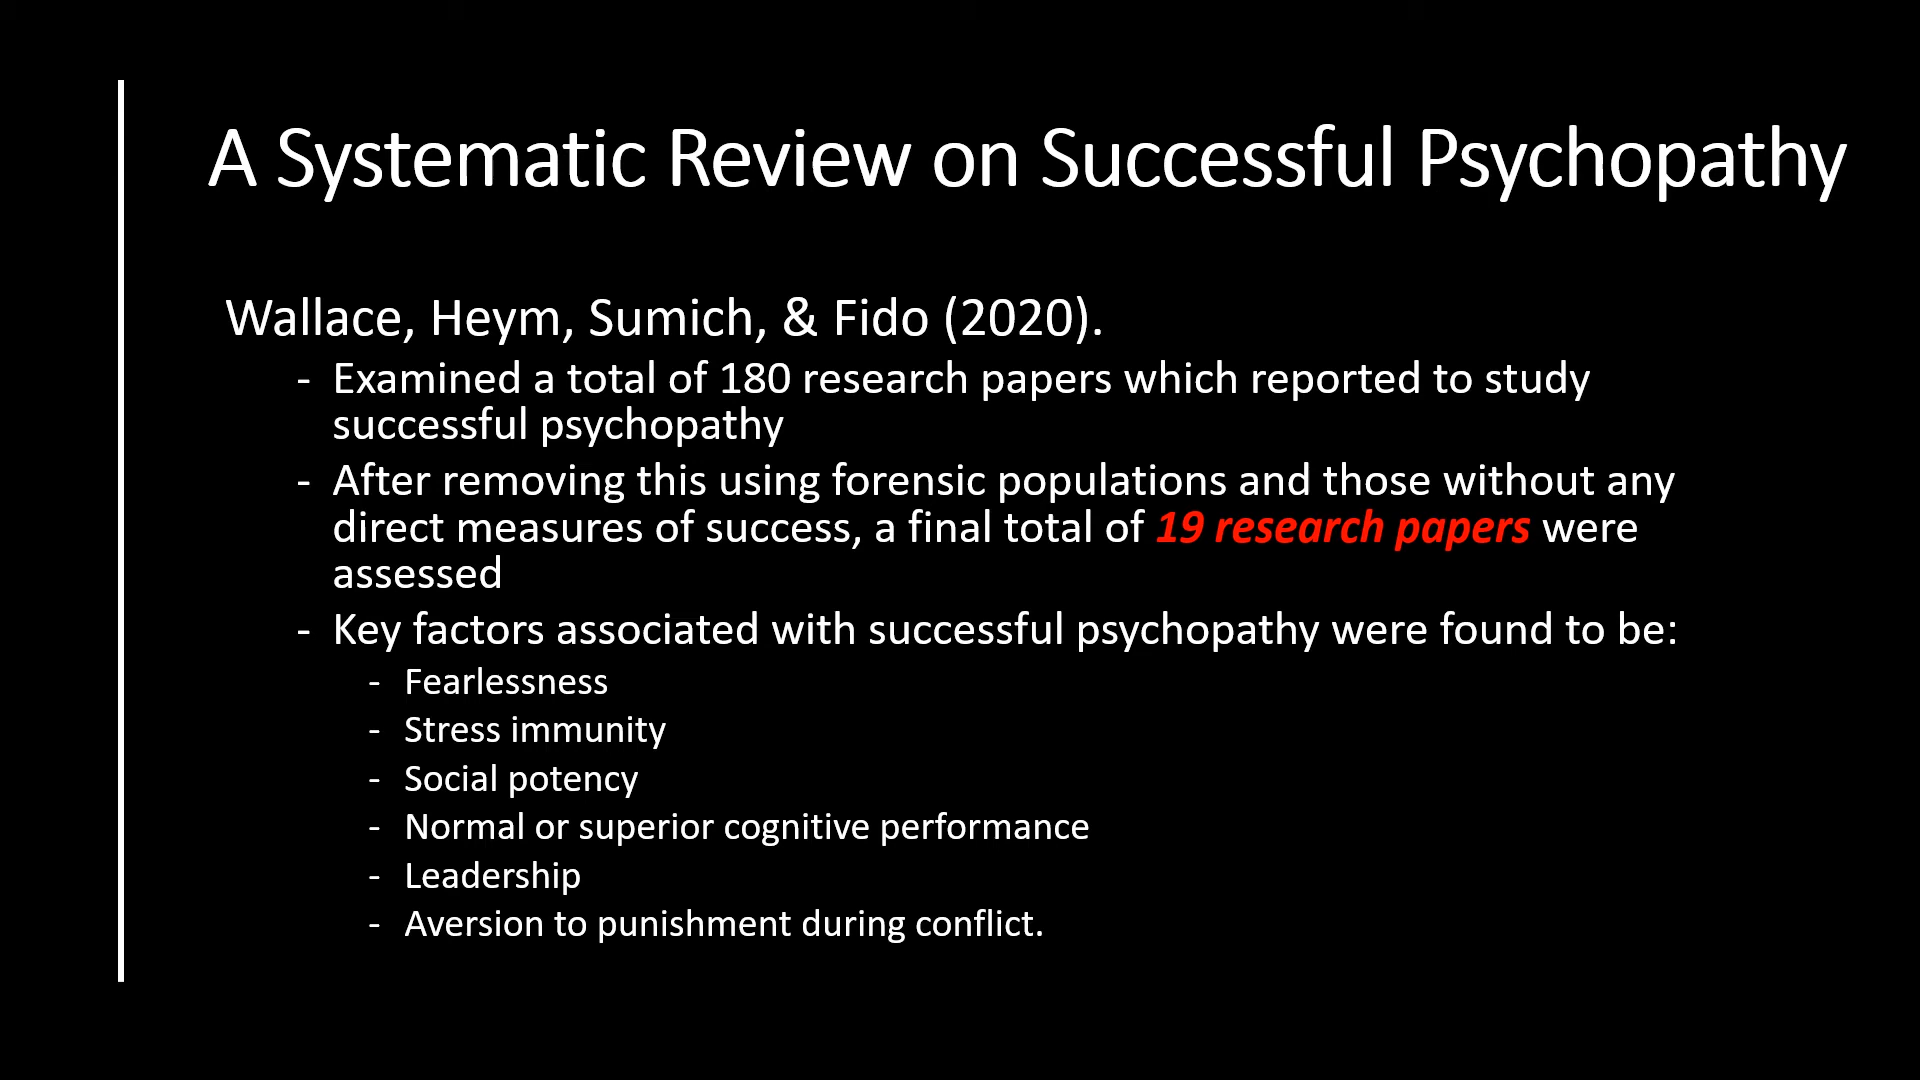 A Systematic Review on Successful Psychopathy
Wallace, Heym, Sumich, & Fido (2020).
- Examined a total of 180 research papers which reported to study
successful psychopathy
- After removing this using forensic populations and those without any
direct measures of success, a final total of 19 research papers were
assessed
- Key factors associated with successful psychopathy were found to be:
- Fearlessness
- Stress immunity
- Social potency
- Normal or superior cognitive performance
- Leadership
- Aversion to punishment during conflict.